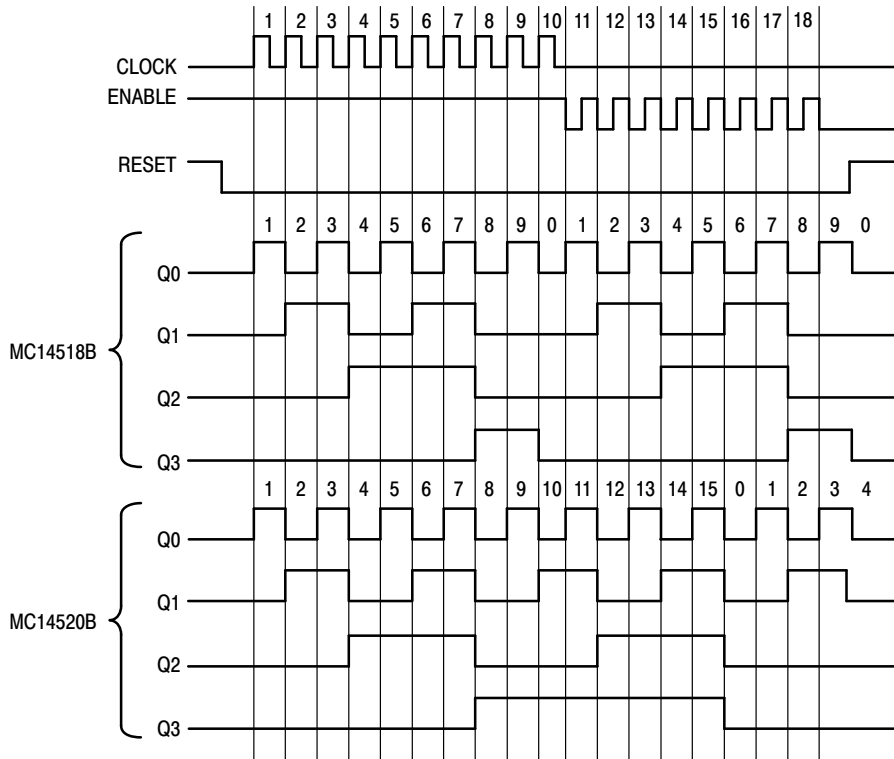 1 2 3 4 5 6 7 8 9 10 11 12 13 14 15 16 17 18
CLOCK
ENABLE
RESET
1 2 3 4 5 6 7 8 9 0 1 2 3 4 5 6 7 8 9 0
Q0
Q1
MC14518B
Q2
Q3
1 2 3 4 5 6 7 8 9 10 11 12 13 14 15 0 1 2 3 4
Q0
Q1
MC14520B
Q2
Q3